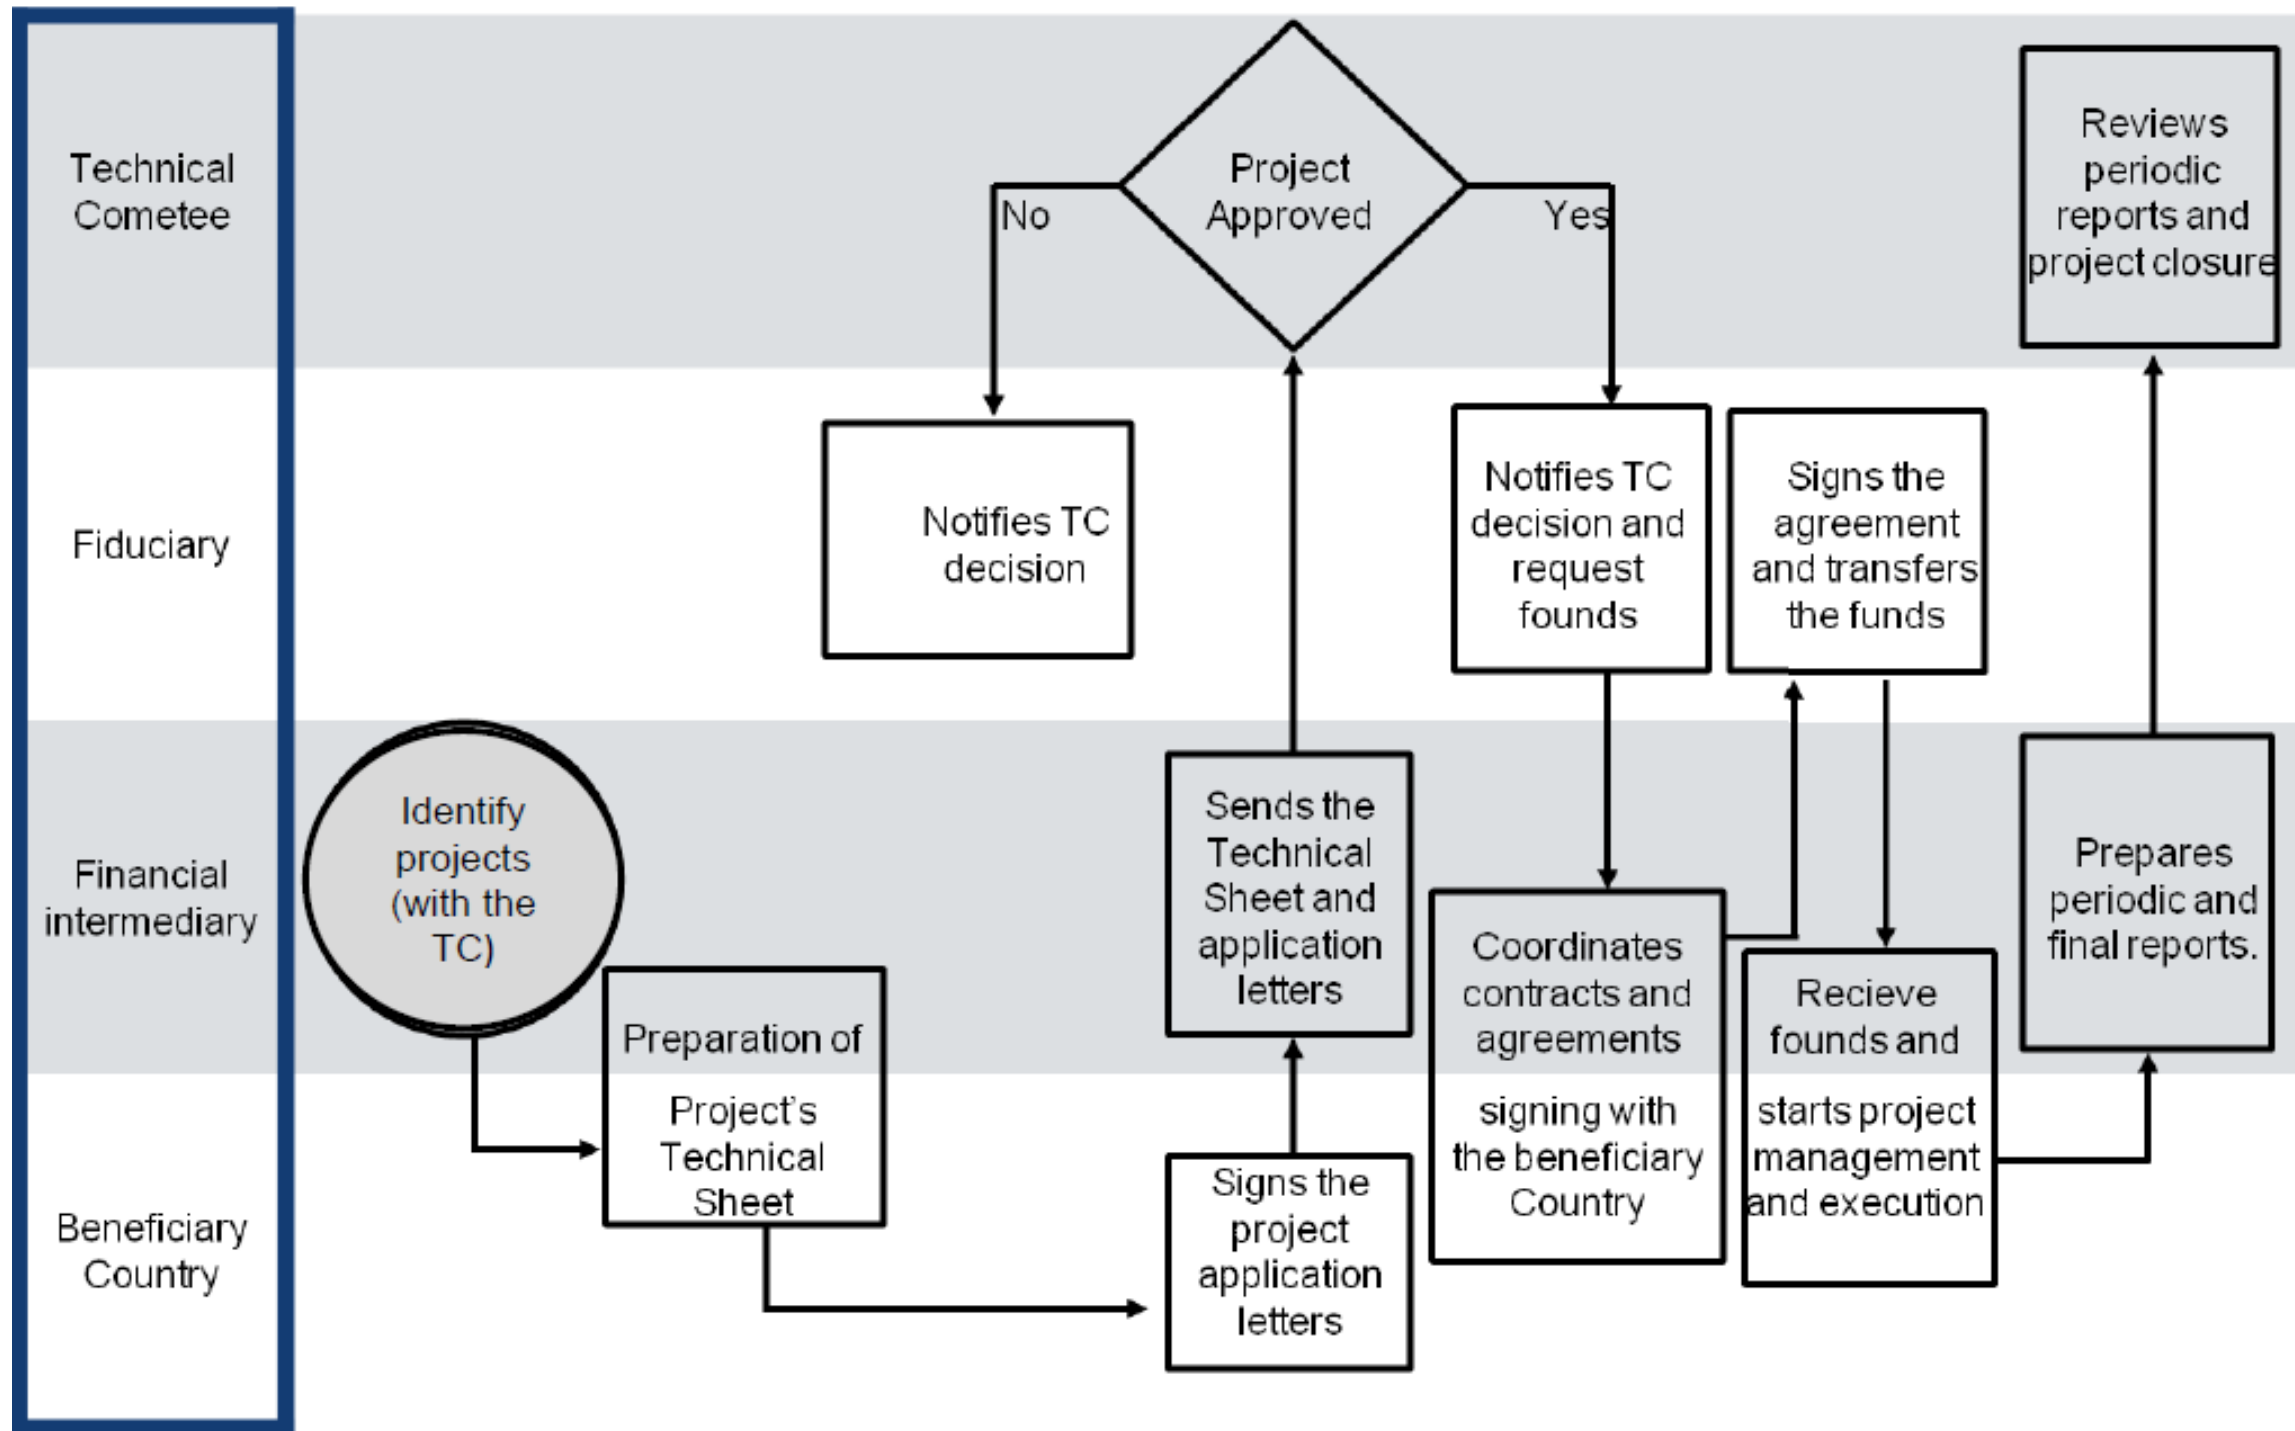 Technical
Cometee
Fiduciary
Financial
intermediary
Beneficiary
Country
Identify
projects
(with the
TC)
Preparation of
Project’s
Technical
Sheet
Signs the
project
application
letters
Sends the
Technical
Sheet and
application
letters
Project
Approved
No
Yes
Notifies TC
decision
Notifies TC
decision and
request
founds
Coordinates
contracts and
agreements
signing with
the beneficiary
Country
Signs the
agreement
and transfers
the funds
Recieve
founds and
starts project
management
and execution
Prepares
periodic and
final reports.
Reviews
periodic
reports and
project closure